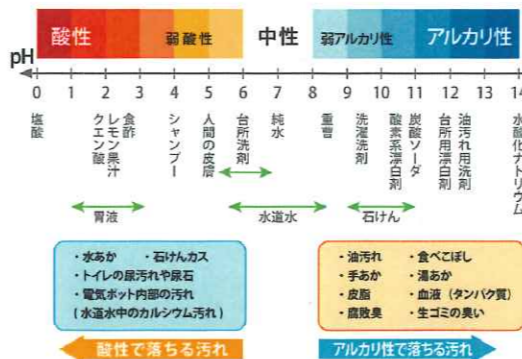 酸性 弱酸性 中性 弱アルカリ性 アルカリ性
pH
0 1 2 3 4 5 6 7 8 9 10 11 12 13 14
塩酸
クエン酸
レモン果汁
食酢
シャンプー
人間の皮膚
台所洗剤
純水
重曹
洗濯洗剤
酸素系漂白剤
炭酸ソーダ
台所用漂白剤
油汚れ用洗剤
水酸化ナトリウム
胃液 水道水 石けん
・水あか ・石けんカス
・トイレの尿汚れや尿石
・電気ポット内部の汚れ
(水道水中のカルシウム汚れ)
酸性で落ちる汚れ
・油汚れ ・食べこぼし
・手あか ・湯あか
・皮脂 ・血液(タンパク質)
・腐敗臭 ・生ゴミの臭い
アルカリ性で落ちる汚れ